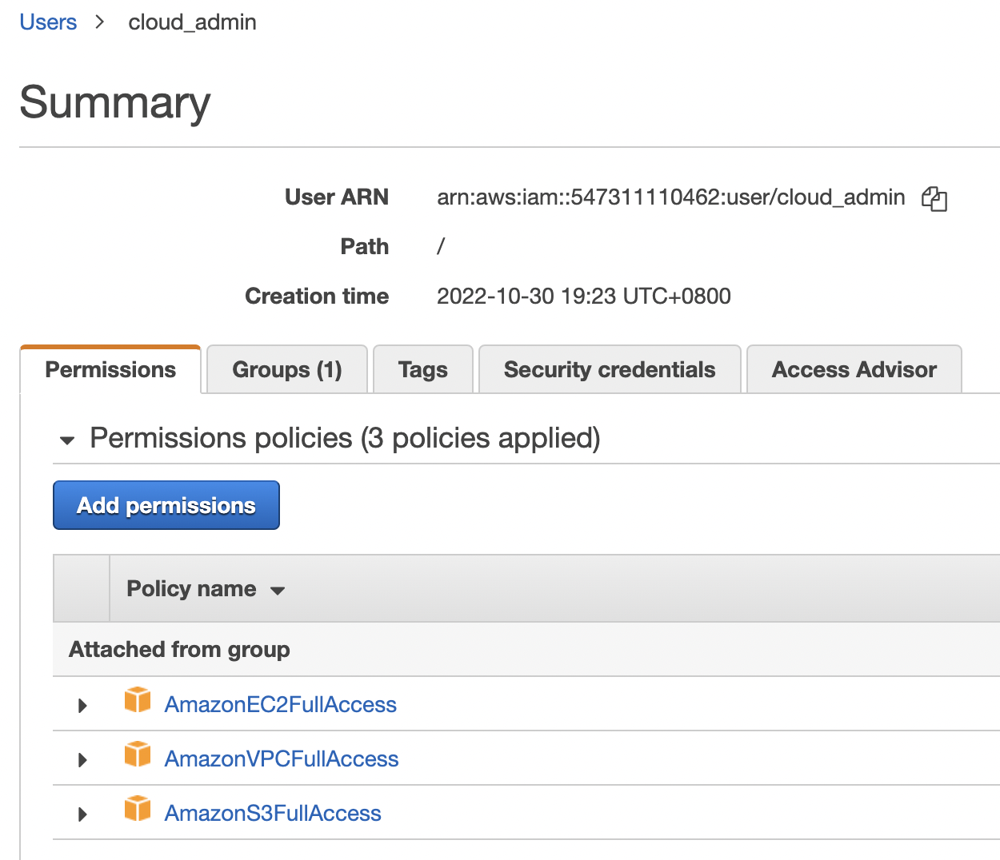 Users > cloud_admin
Summary
User ARN arn:aws:iam::547311110462:user/cloud_admin
Path /
Creation time 2022-10-30 19:23 UTC+0800
Permissions Groups (1) Tags Security credentials Access Advisor
Permissions policies (3 policies applied)
Add permissions
Policy name
Attached from group
AmazonEC2FullAccess
AmazonVPCFullAccess
AmazonS3FullAccess